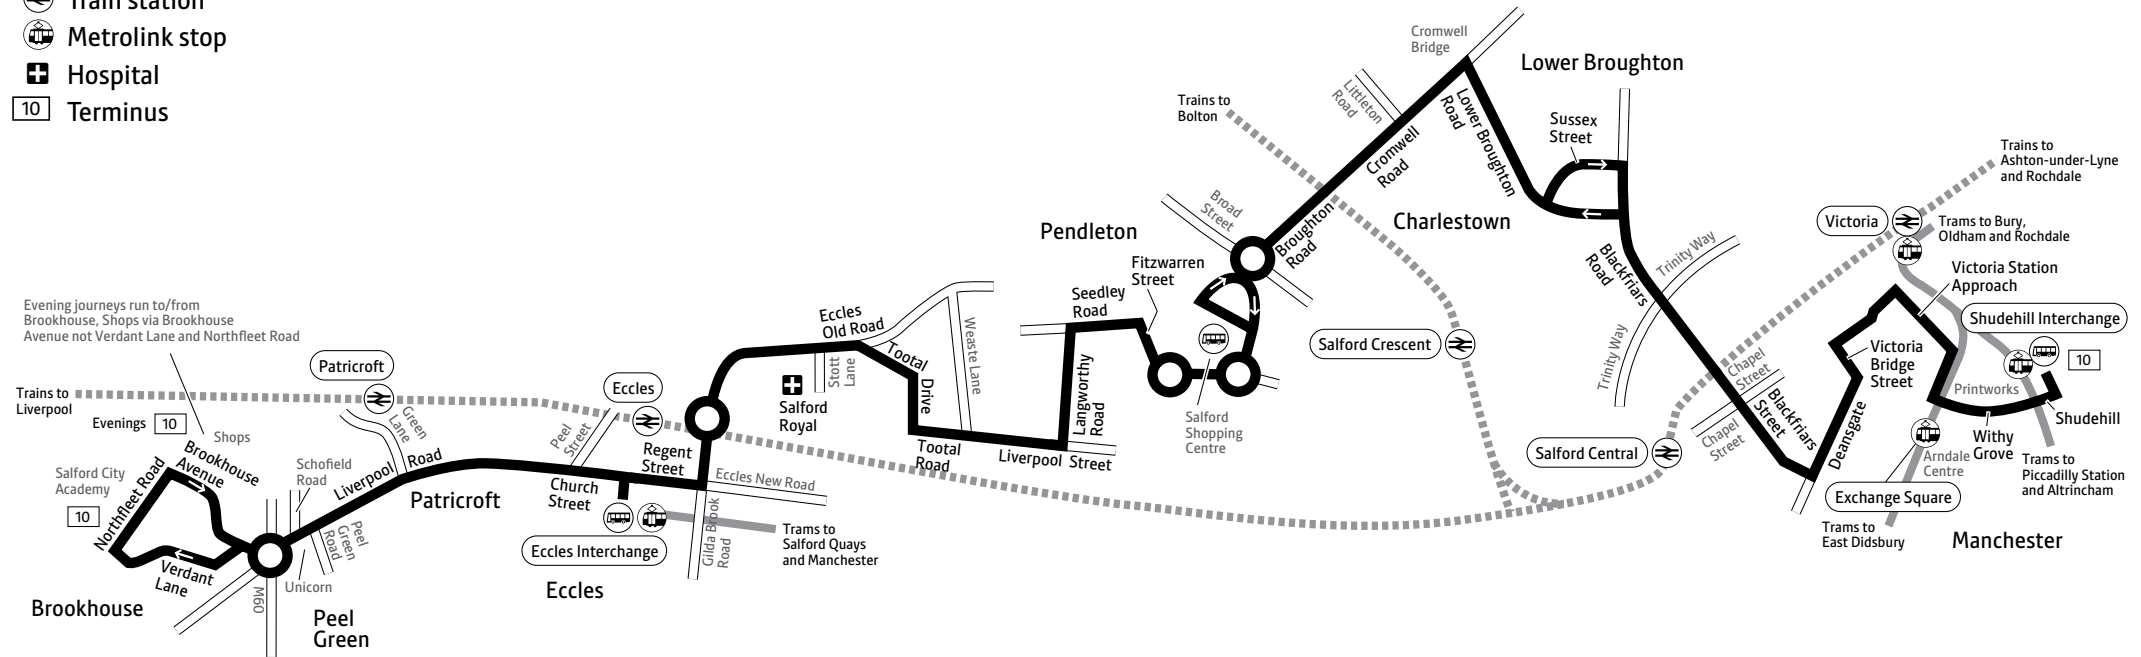 Train station
Metrolink stop
Hospital
10 Terminus
Evening journeys run to/from
Brookhouse, Shops via Brookhouse
Avenue not Verdant Lane and Northfleet Road
Trains to
Liverpool
Evenings 10
Shops
Brookhouse
Avenue
Salford City
Academy
10
Northfleet Road
Verdant
Lane
Brookhouse
M60
Unicorn
Peel
Green
Schofield
Road
Peel
Green
Road
Liverpool Road
Patricroft
Green
Lane
Patricroft
Peel
Street
Eccles
Church
Street
Regent
Street
Eccles Interchange
Eccles
Eccles New Road
Gilda Brook
Road
Trams to
Salford Quays
and Manchester
Salford
Royal
Stott
Lane
Eccles
Old Road
Tootal
Drive
Weaste Lane
Tootal
Road
Liverpool Street
Langworthy
Road
Seedley
Road
Pendleton
Fitzwarren
Street
Salford
Shopping
Centre
Broad
Street
Broughton
Road
Trains to
Bolton
Littleton
Road
Cromwell
Road
Cromwell
Bridge
Charlestown
Lower Broughton
Road
Lower Broughton
Sussex
Street
Salford Crescent
Blackfriars
Road
Trinity Way
Trinity Way
Salford Central
Chapel
Street
Chapel
Street
Blackfriars
Street
Deansgate
Victoria
Trains to
Ashton-under-Lyne
and Rochdale
Trams to Bury,
Oldham and Rochdale
Victoria Station
Approach
Shudehill Interchange
10
Victoria
Bridge
Street
Printworks
Shudehill
Withy
Grove
Arndale
Centre
Exchange Square
Trams to
East Didsbury
Trams to
Piccadilly Station
and Altrincham
Manchester